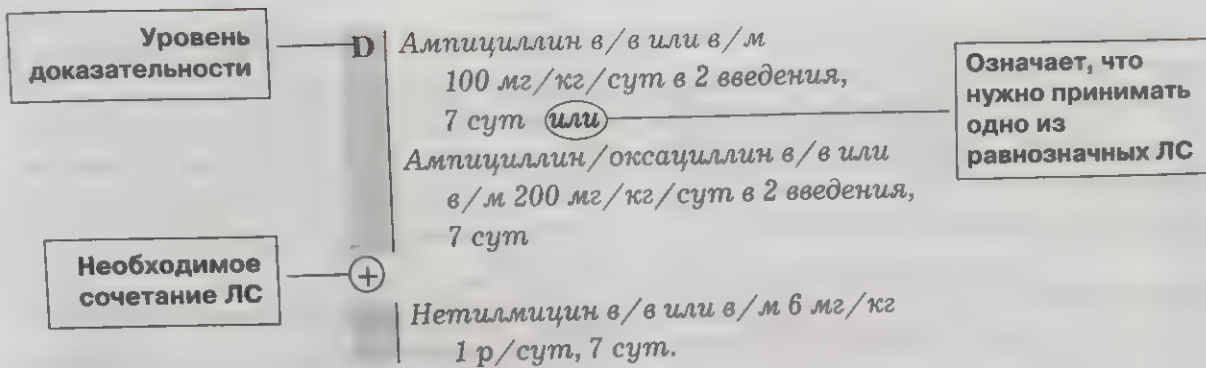 Уровень
доказательности
D
Ампициллин в/в или в/м
100 мг/кг/сут в 2 введения,
7 сут или
Ампициллин/оксациллин в/в или
в/м 200 мг/кг/сут в 2 введения,
7 сут
Означает, что
нужно принимать
одно из
равнозначных ЛС
Необходимое
сочетание ЛС
+
Нетилмицин в/в или в/м 6 мг/кг
1 р/сут, 7 сут.